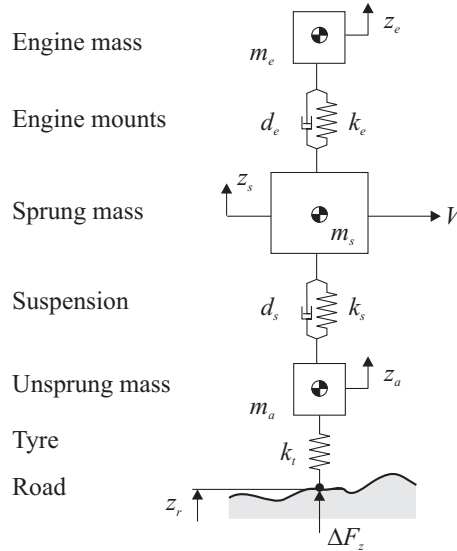 Engine mass
m_e
z_e
Engine mounts
d_e
k_e
Sprung mass
z_s
m_s
V
Suspension
d_s
k_s
Unsprung mass
m_a
z_a
Tyre
k_t
Road
z_r
ΔF_z